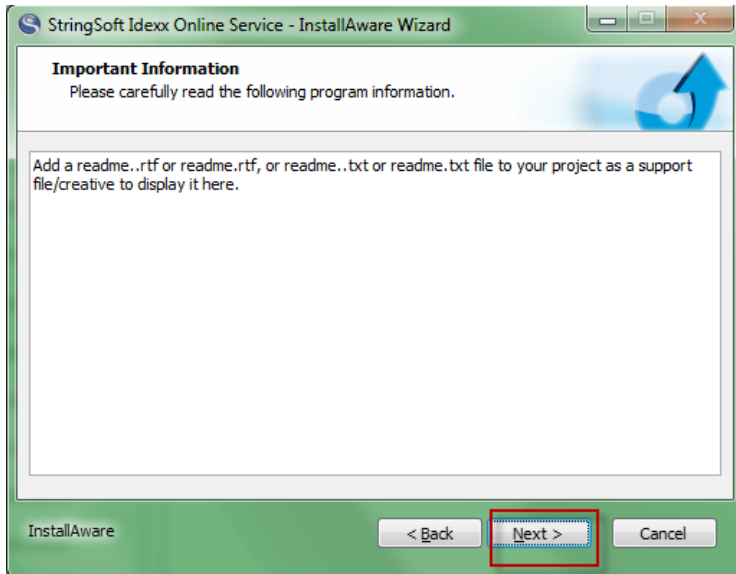 StringSoft Idexx Online Service - InstallAware Wizard
Important Information
Please carefully read the following program information.
Add a readme..rtf or readme.rtf, or readme..txt or readme.txt file to your project as a support
file/creative to display it here.
InstallAware
< Back Next > Cancel